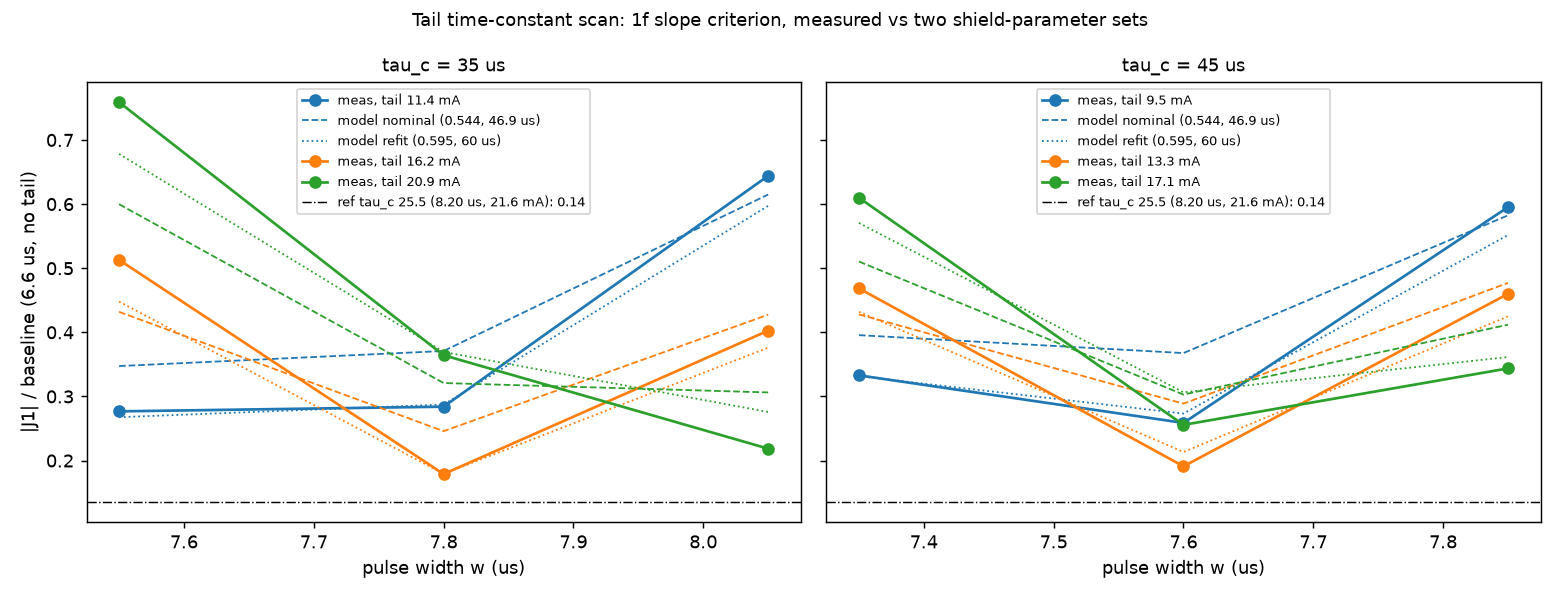 Tail time-constant scan: 1f slope criterion, measured vs two shield-parameter sets
tau_c = 35 us
meas, tail 11.4 mA
model nominal (0.544, 46.9 us)
model refit (0.595, 60 us)
meas, tail 16.2 mA
meas, tail 20.9 mA
ref tau_c 25.5 (8.20 us, 21.6 mA): 0.14
|J1| / baseline (6.6 us, no tail)
0.7
0.6
0.5
0.4
0.3
0.2
7.6
7.7
7.8
7.9
8.0
pulse width w (us)
tau_c = 45 us
meas, tail 9.5 mA
model nominal (0.544, 46.9 us)
model refit (0.595, 60 us)
meas, tail 13.3 mA
meas, tail 17.1 mA
ref tau_c 25.5 (8.20 us, 21.6 mA): 0.14
7.4
7.5
7.6
7.7
7.8
pulse width w (us)